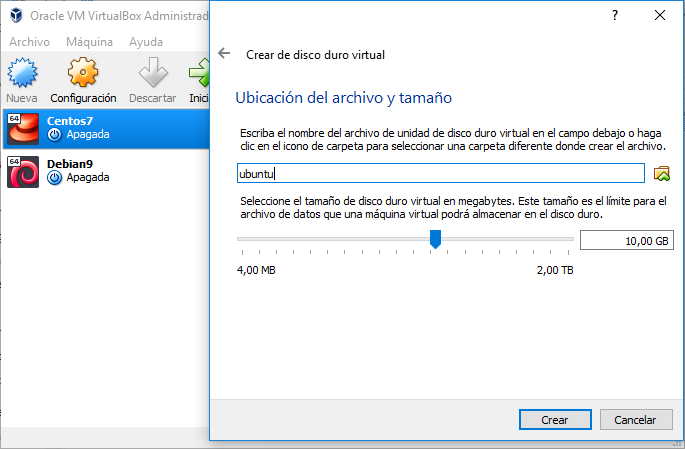 Oracle VM VirtualBox Administrad
Archivo Máquina Ayuda
Nueva Configuración Descartar Inici
64 Centos7
Apagada
64 Debian9
Apagada
? ×
Crear de disco duro virtual
Ubicación del archivo y tamaño
Escriba el nombre del archivo de unidad de disco duro virtual en el campo debajo o haga
clic en el icono de carpeta para seleccionar una carpeta diferente donde crear el archivo.
ubuntu
Seleccione el tamaño de disco duro virtual en megabytes. Este tamaño es el límite para el
archivo de datos que una máquina virtual podrá almacenar en el disco duro.
10,00 GB
4,00 MB 2,00 TB
Crear Cancelar